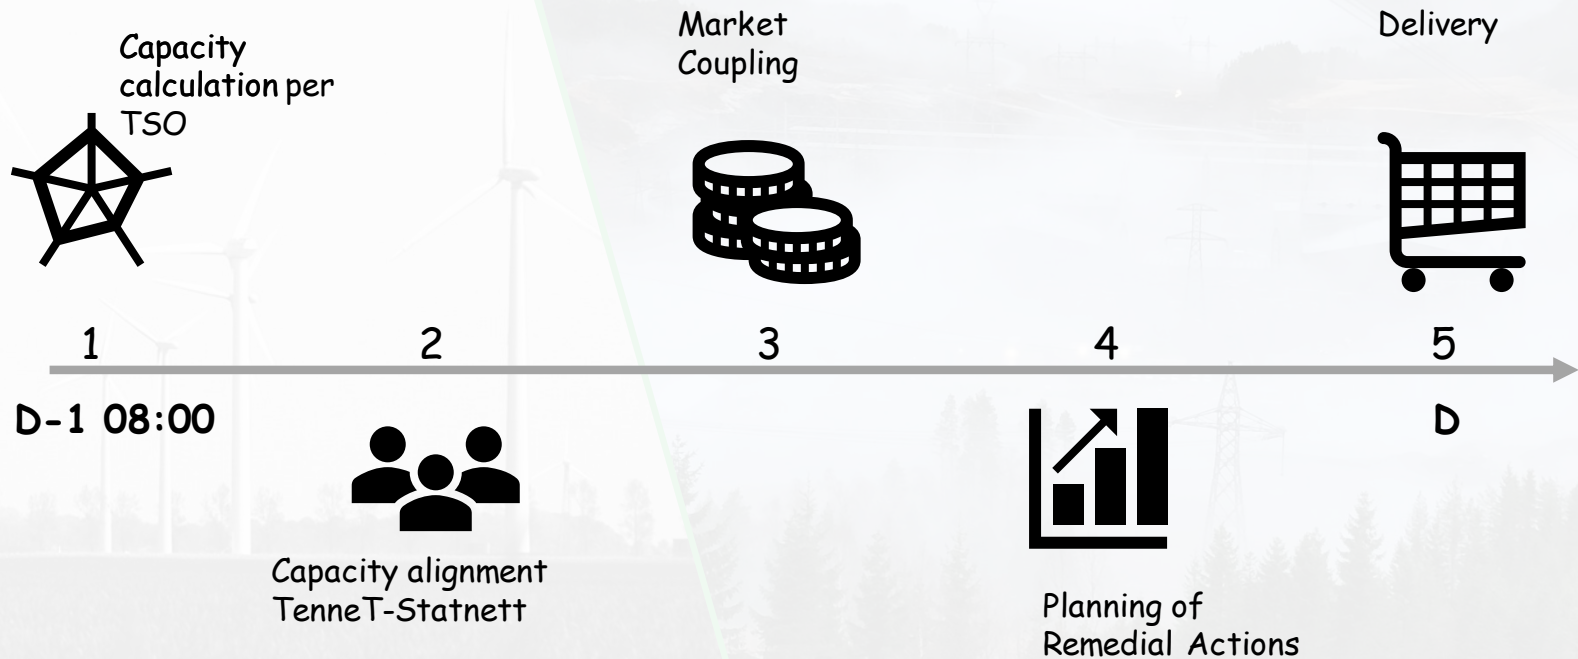 Capacity
calculation per
TSO
Market
Coupling
Delivery
1
2
3
4
5
D-1 08:00
D
Capacity alignment
TenneT-Statnett
Planning of
Remedial Actions